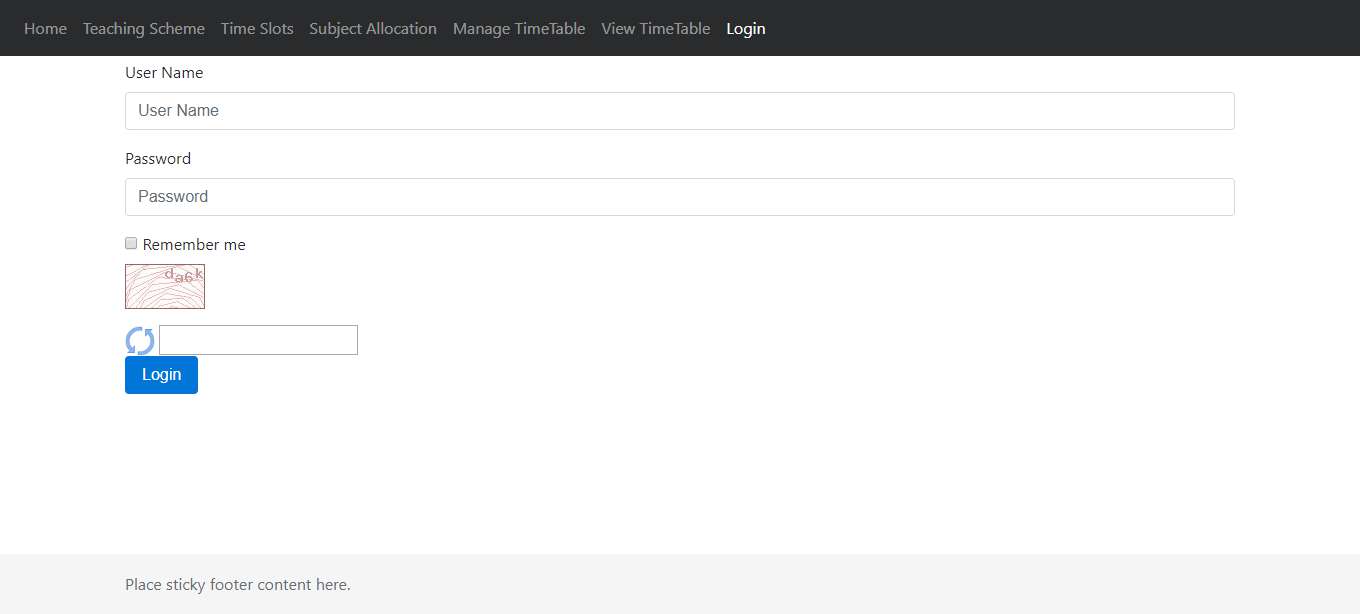 Home Teaching Scheme Time Slots Subject Allocation Manage TimeTable View TimeTable Login
User Name
User Name
Password
Password
Remember me
da6k
Login
Place sticky footer content here.